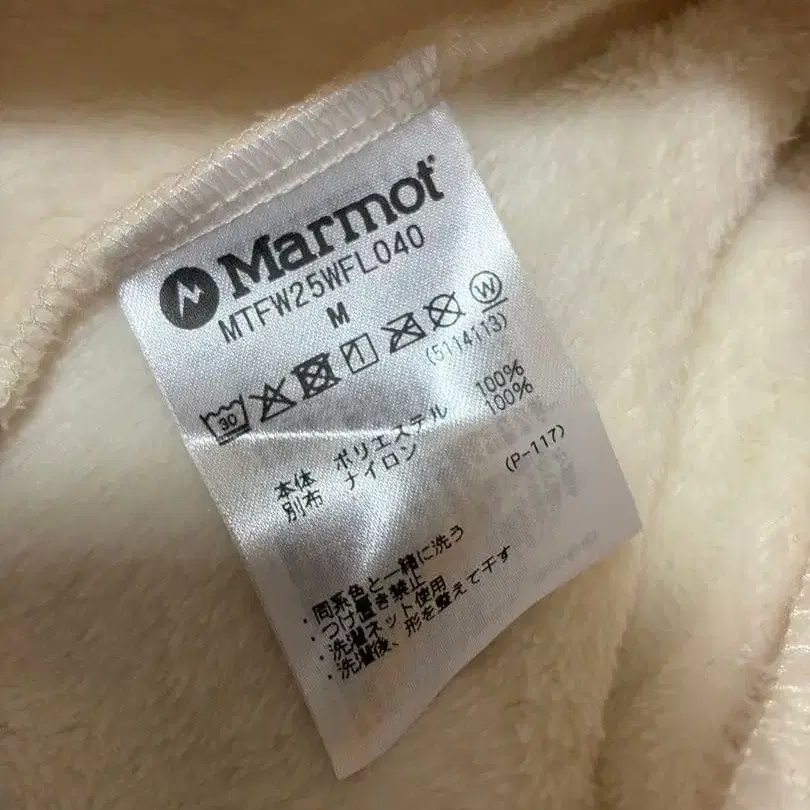 Marmot
MTFW25WFL040
M
30
W
(5114113)
本体 ポリエステル 100%
別布 ナイロン 100%
(P-117)
・同系色と一緒に洗う
・つけ置き禁止
・洗濯ネット使用
・洗濯後、形を整えて干す